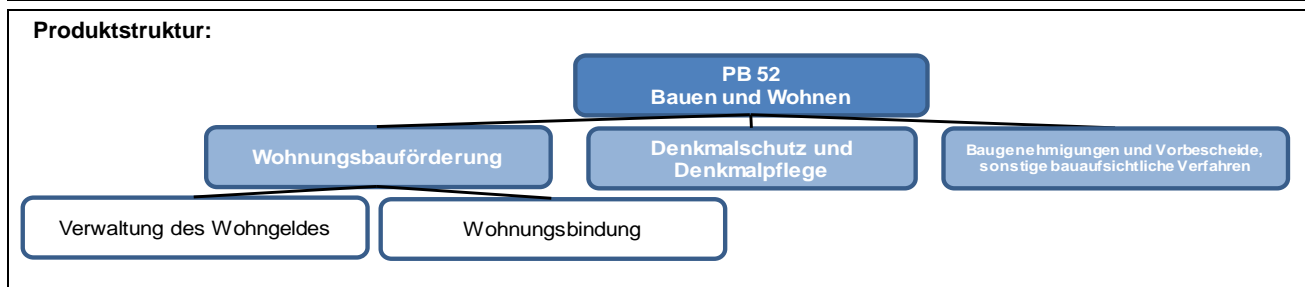 Produktstruktur:
PB 52
Bauen und Wohnen
Wohnungsbauförderung
Denkmalschutz und
Denkmalpflege
Baugenehmigungen und Vorbescheide,
sonstige bauaufsichtliche Verfahren
Verwaltung des Wohngeldes
Wohnungsbindung